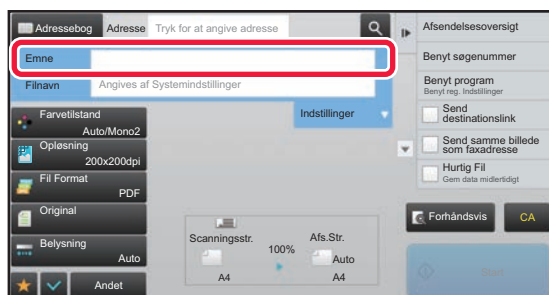 Adressebog Adresse Tryk for at angive adresse
Emne
Filnavn Angives af Systemindstillinger
Farvetilstand
Auto/Mono2
Opløsning
200x200dpi
Fil Format
PDF
Original
Belysning
Auto
Andet
Indstillinger
Scanningsstr.
A4
100%
Afs.Str.
Auto
A4
Afsendelsesoversigt
Benyt søgenummer
Benyt program
Benyt reg. Indstillinger
Send
destinationslink
Send samme billede
som faxadresse
Hurtig Fil
Gem data midlertidigt
Forhåndsvis
CA
Start